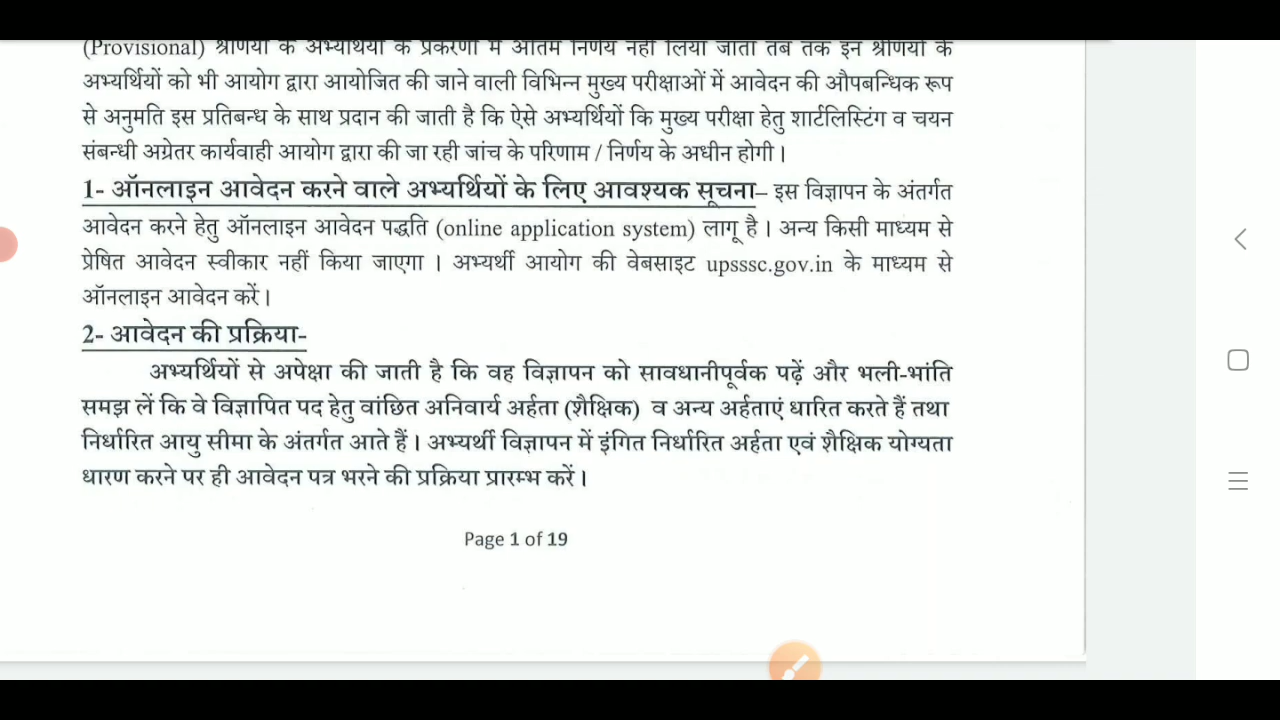 (Provisional) श्रेणियों के अभ्यर्थियों के प्रकरणों में अंतिम निर्णय नहीं लिया जाता तब तक इन श्रेणियों के
अभ्यर्थियों को भी आयोग द्वारा आयोजित की जाने वाली विभिन्न मुख्य परीक्षाओं में आवेदन की औपबन्धिक रूप
से अनुमति इस प्रतिबन्ध के साथ प्रदान की जाती है कि ऐसे अभ्यर्थियों कि मुख्य परीक्षा हेतु शार्टलिस्टिंग व चयन
संबन्धी अग्रेतर कार्यवाही आयोग द्वारा की जा रही जांच के परिणाम / निर्णय के अधीन होगी।
1- ऑनलाइन आवेदन करने वाले अभ्यर्थियों के लिए आवश्यक सूचना– इस विज्ञापन के अंतर्गत
आवेदन करने हेतु ऑनलाइन आवेदन पद्धति (online application system) लागू है। अन्य किसी माध्यम से
प्रेषित आवेदन स्वीकार नहीं किया जाएगा । अभ्यर्थी आयोग की वेबसाइट upsssc.gov.in के माध्यम से
ऑनलाइन आवेदन करें।
2- आवेदन की प्रक्रिया-
अभ्यर्थियों से अपेक्षा की जाती है कि वह विज्ञापन को सावधानीपूर्वक पढ़ें और भली-भांति
समझ लें कि वे विज्ञापित पद हेतु वांछित अनिवार्य अर्हता (शैक्षिक) व अन्य अर्हताएं धारित करते हैं तथा
निर्धारित आयु सीमा के अंतर्गत आते हैं। अभ्यर्थी विज्ञापन में इंगित निर्धारित अर्हता एवं शैक्षिक योग्यता
धारण करने पर ही आवेदन पत्र भरने की प्रक्रिया प्रारम्भ करें।
Page 1 of 19